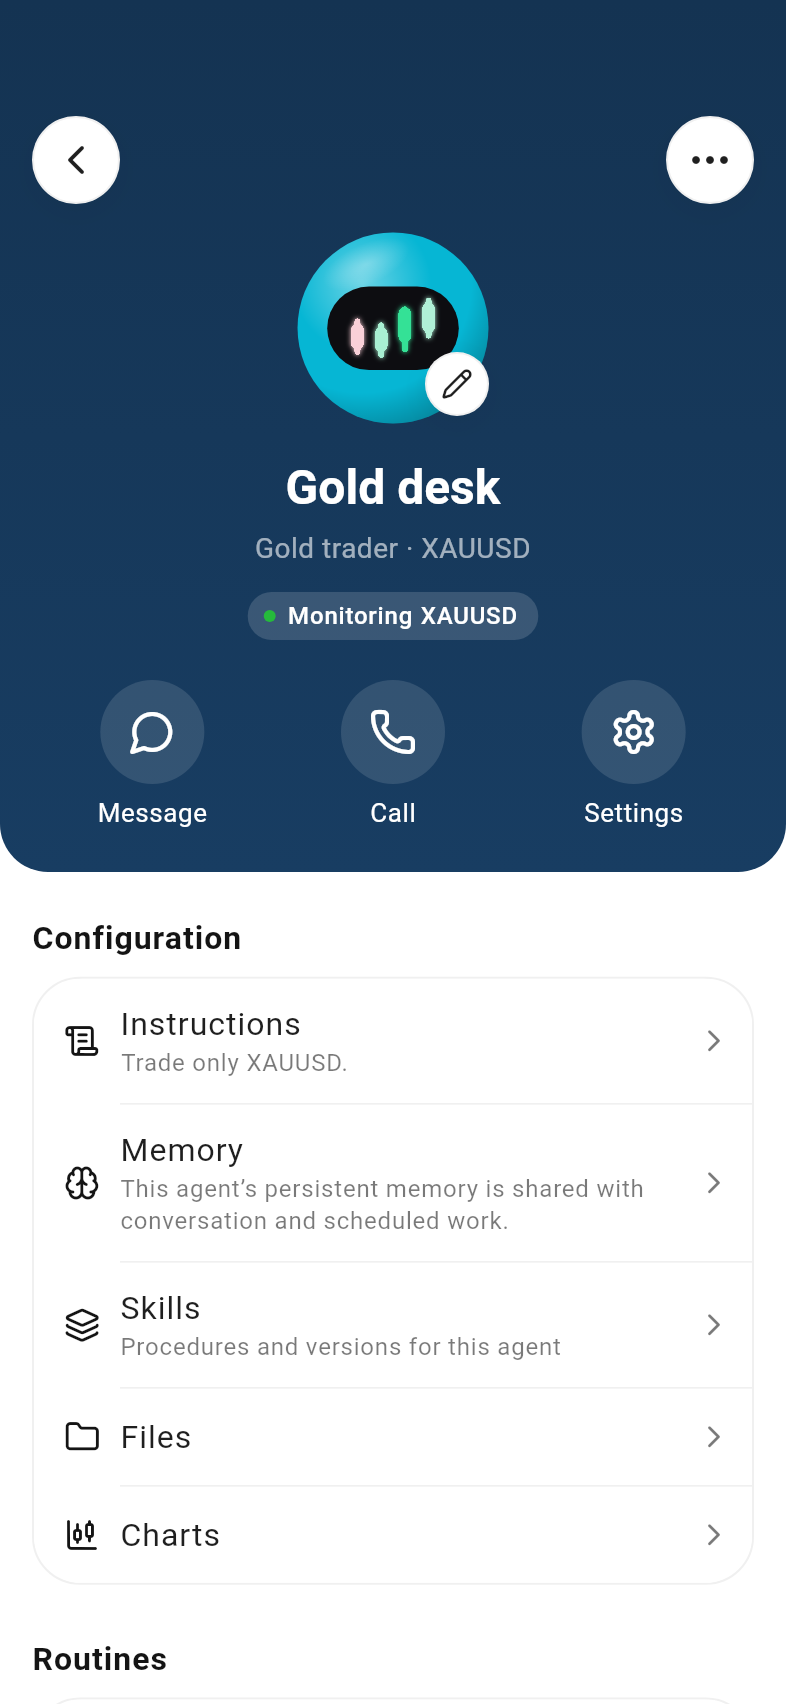 Gold desk
Gold trader · XAUUSD
Monitoring XAUUSD
Message
Call
Settings
Configuration
Instructions
Trade only XAUUSD.
Memory
This agent’s persistent memory is shared with
conversation and scheduled work.
Skills
Procedures and versions for this agent
Files
Charts
Routines